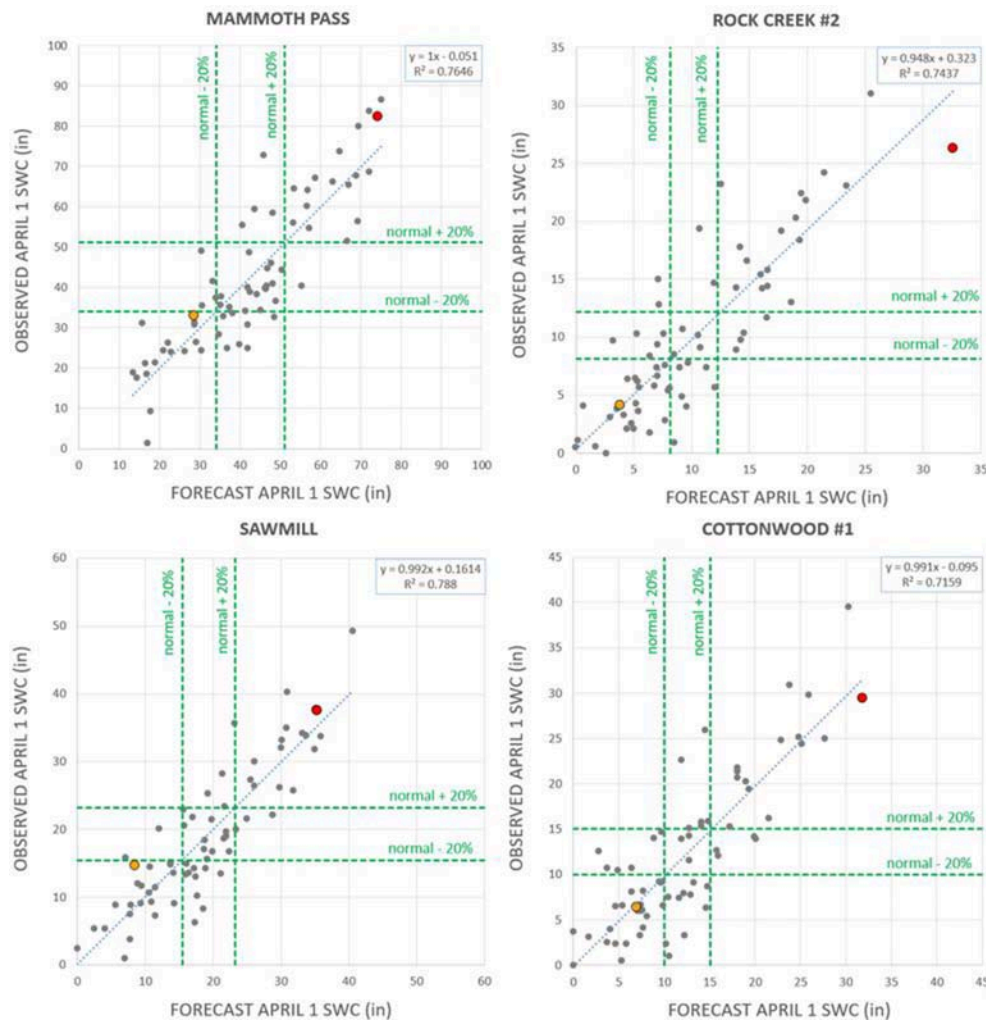 MAMMOTH PASS
y = 1x - 0.051
R² = 0.7646
normal - 20%
normal + 20%
normal + 20%
normal - 20%
OBSERVED APRIL 1 SWC (in)
100
90
80
70
60
50
40
30
20
10
0
0 10 20 30 40 50 60 70 80 90 100
FORECAST APRIL 1 SWC (in)
ROCK CREEK #2
y = 0.948x + 0.323
R² = 0.7437
normal - 20%
normal + 20%
normal + 20%
normal - 20%
OBSERVED APRIL 1 SWC (in)
35
30
25
20
15
10
5
0
0 5 10 15 20 25 30 35
FORECAST APRIL 1 SWC (in)
SAWMILL
y = 0.992x + 0.1614
R² = 0.788
normal - 20%
normal + 20%
normal + 20%
normal - 20%
OBSERVED APRIL 1 SWC (in)
60
50
40
30
20
10
0
0 10 20 30 40 50 60
FORECAST APRIL 1 SWC (in)
COTTONWOOD #1
y = 0.991x - 0.095
R² = 0.7159
normal - 20%
normal + 20%
normal + 20%
normal - 20%
OBSERVED APRIL 1 SWC (in)
45
40
35
30
25
20
15
10
5
0
0 5 10 15 20 25 30 35 40 45
FORECAST APRIL 1 SWC (in)